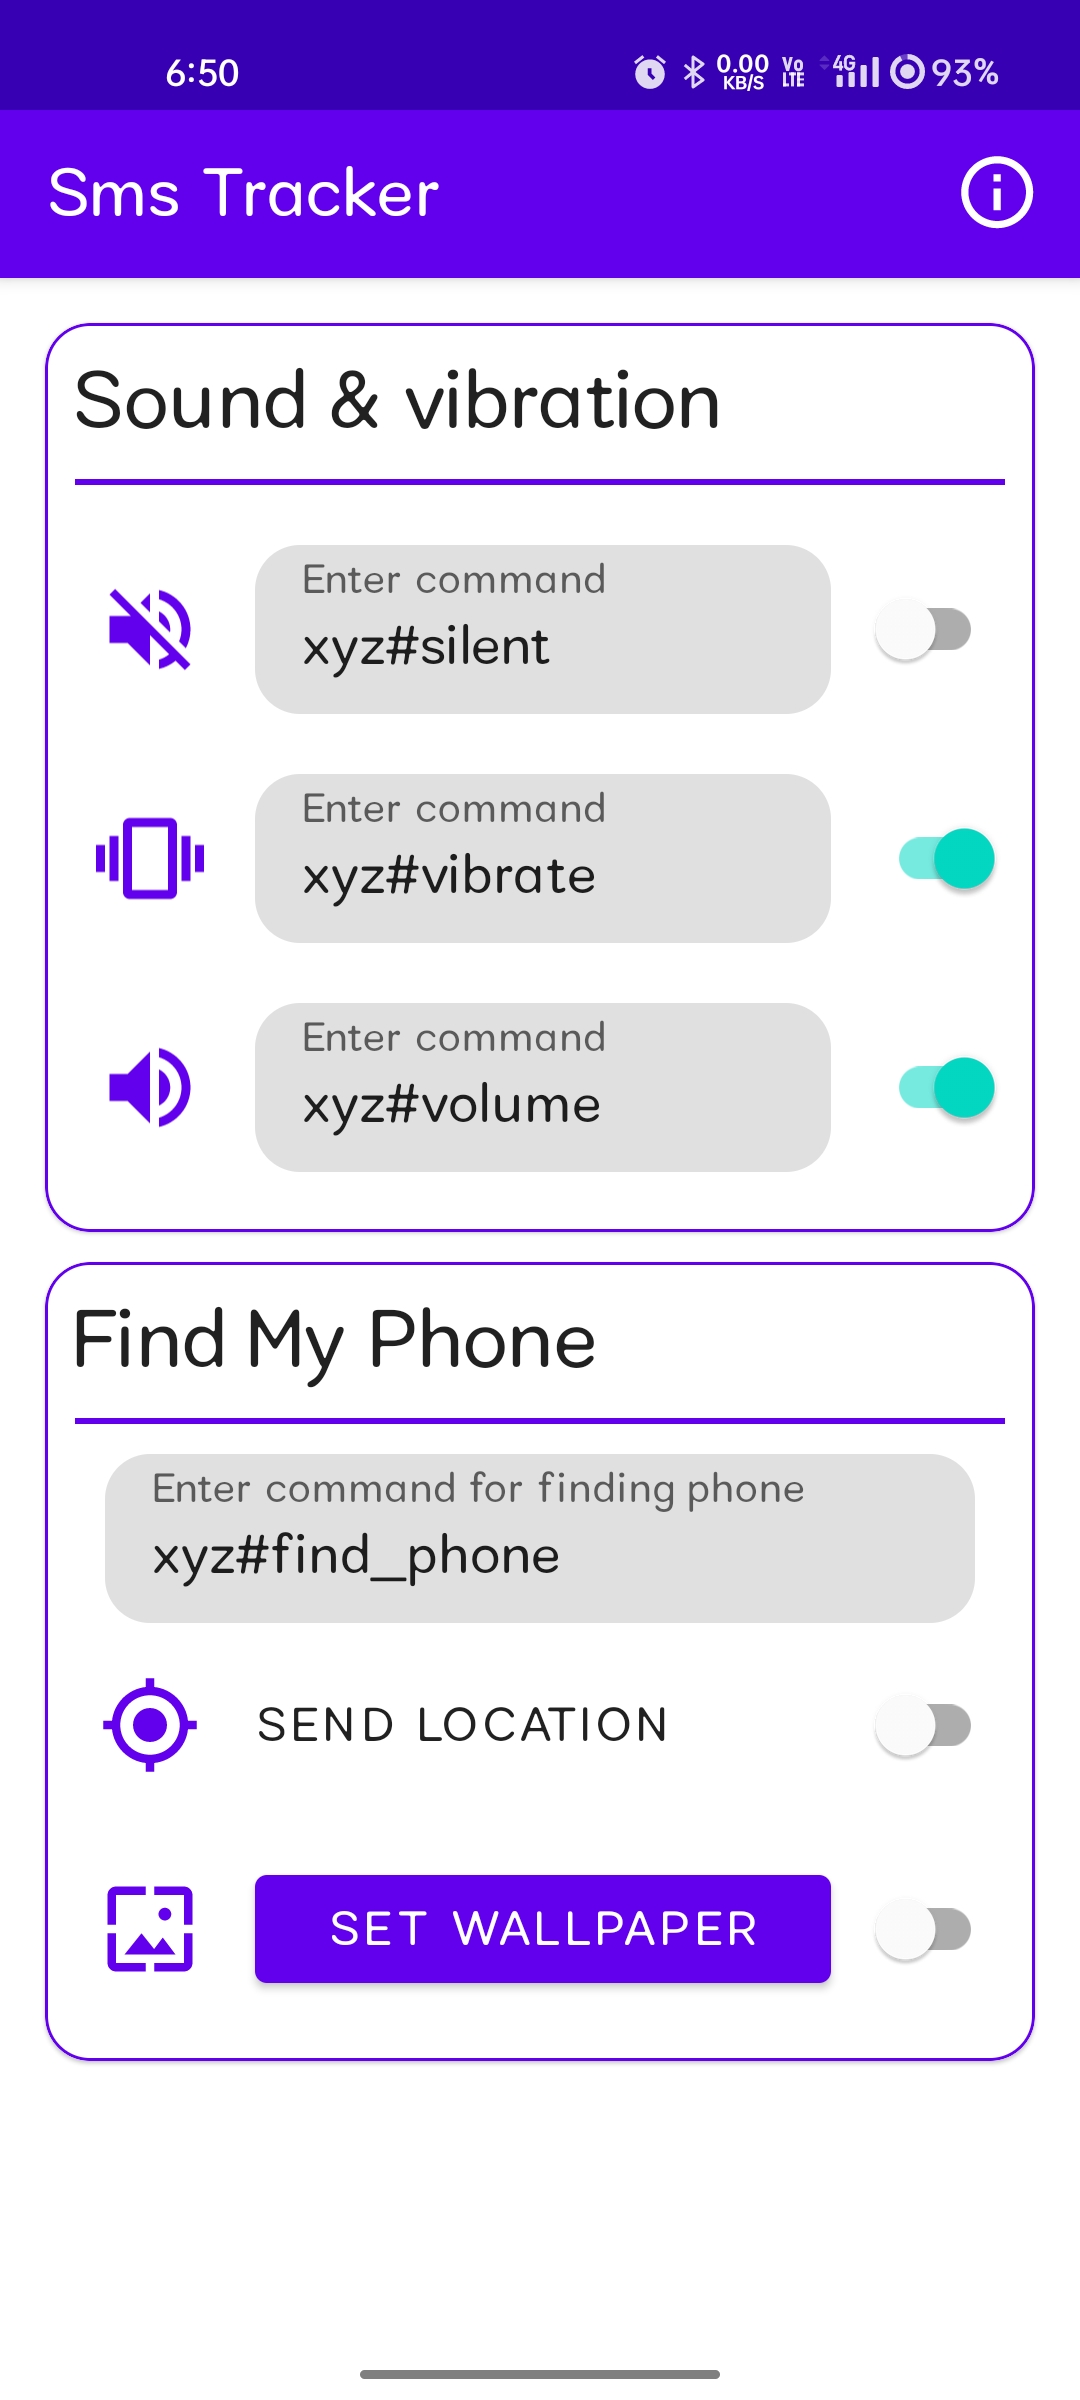 6:50
0.00 KB/S Vo LTE 4G 93%
Sms Tracker
Sound & vibration
Enter command
xyz#silent
Enter command
xyz#vibrate
Enter command
xyz#volume
Find My Phone
Enter command for finding phone
xyz#find_phone
SEND LOCATION
SET WALLPAPER